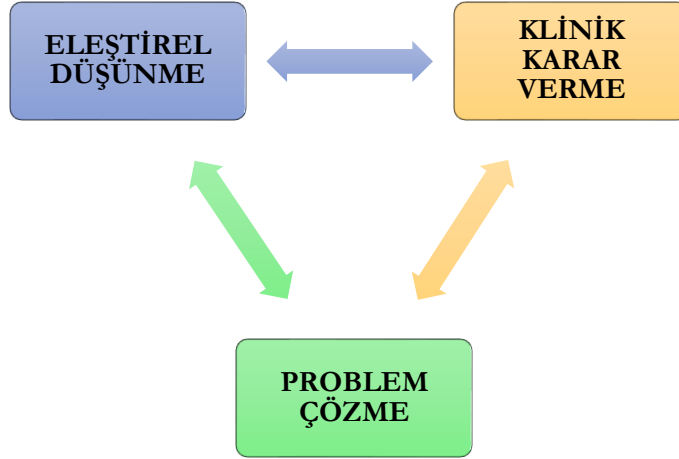 ELEŞTİREL
DÜŞÜNME
KLİNİK
KARAR
VERME
PROBLEM
ÇÖZME